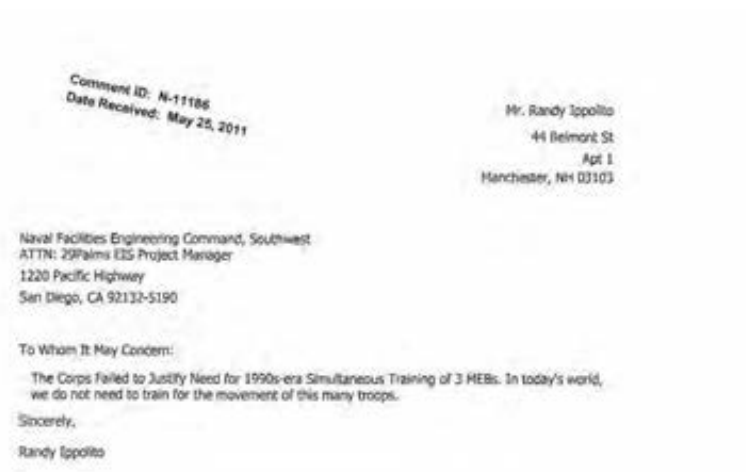 Comment ID: N-11186
Date Received: May 25, 2011
Mr. Randy Ippolito
44 Belmont St
Apt 1
Manchester, NH 03103
Naval Facilities Engineering Command, Southwest
ATTN: 29Palms EIS Project Manager
1220 Pacific Highway
San Diego, CA 92132-5190
To Whom It May Concern:
The Corps Failed to Justify Need for 1990s-era Simultaneous Training of 3 MEBs. In today's world,
we do not need to train for the movement of this many troops.
Sincerely,
Randy Ippolito